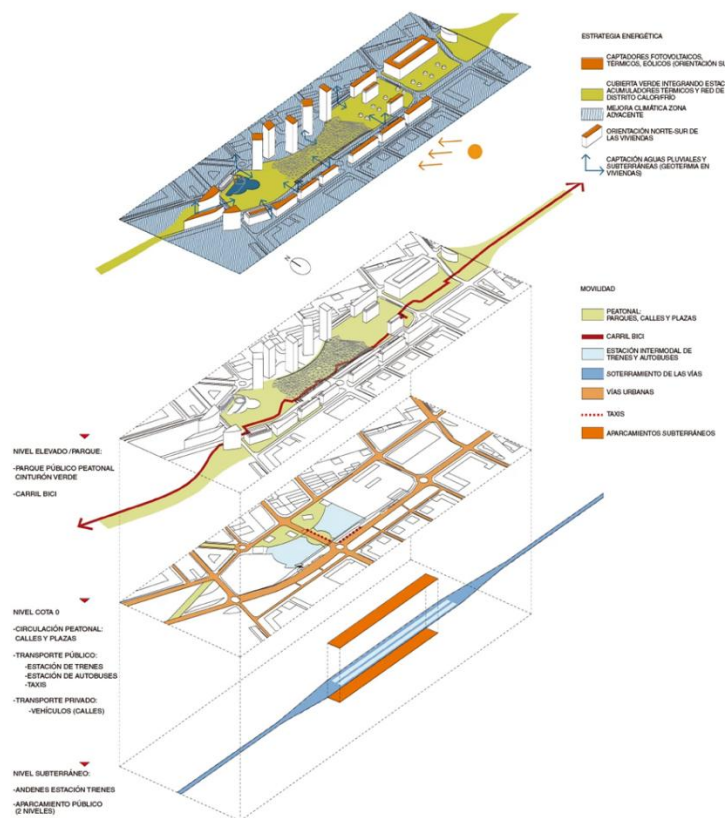 ESTRATEGIA ENERGÉTICA
CAPTADORES FOTOVOLTAICOS,
TÉRMICOS, EÓLICOS (ORIENTACIÓN SU
CUBIERTA VERDE INTEGRANDO ESTAC
ACUMULADORES TÉRMICOS Y RED DE
DISTRITO CALOR/FRÍO
MEJORA CLIMÁTICA ZONA
ADYACENTE
ORIENTACIÓN NORTE-SUR DE
LAS VIVIENDAS
CAPTACIÓN AGUAS PLUVIALES Y
SUBTERRÁNEAS (GEOTERMIA EN
VIVIENDAS)
MOVILIDAD
PEATONAL:
PARQUES, CALLES Y PLAZAS
CARRIL BICI
ESTACIÓN INTERMODAL DE
TRENES Y AUTOBUSES
SOTERRAMIENTO DE LAS VÍAS
VÍAS URBANAS
TAXIS
APARCAMIENTOS SUBTERRÁNEOS
NIVEL ELEVADO /PARQUE:
-PARQUE PÚBLICO PEATONAL
CINTURÓN VERDE
-CARRIL BICI
NIVEL COTA 0
-CIRCULACIÓN PEATONAL:
CALLES Y PLAZAS
-TRANSPORTE PÚBLICO:
-ESTACIÓN DE TRENES
-ESTACIÓN DE AUTOBUSES
-TAXIS
-TRANSPORTE PRIVADO
-VEHÍCULOS (CALLES)
NIVEL SUBTERRÁNEO:
-ANDENES ESTACIÓN TRENES
-APARCAMIENTO PÚBLICO
(2 NIVELES)